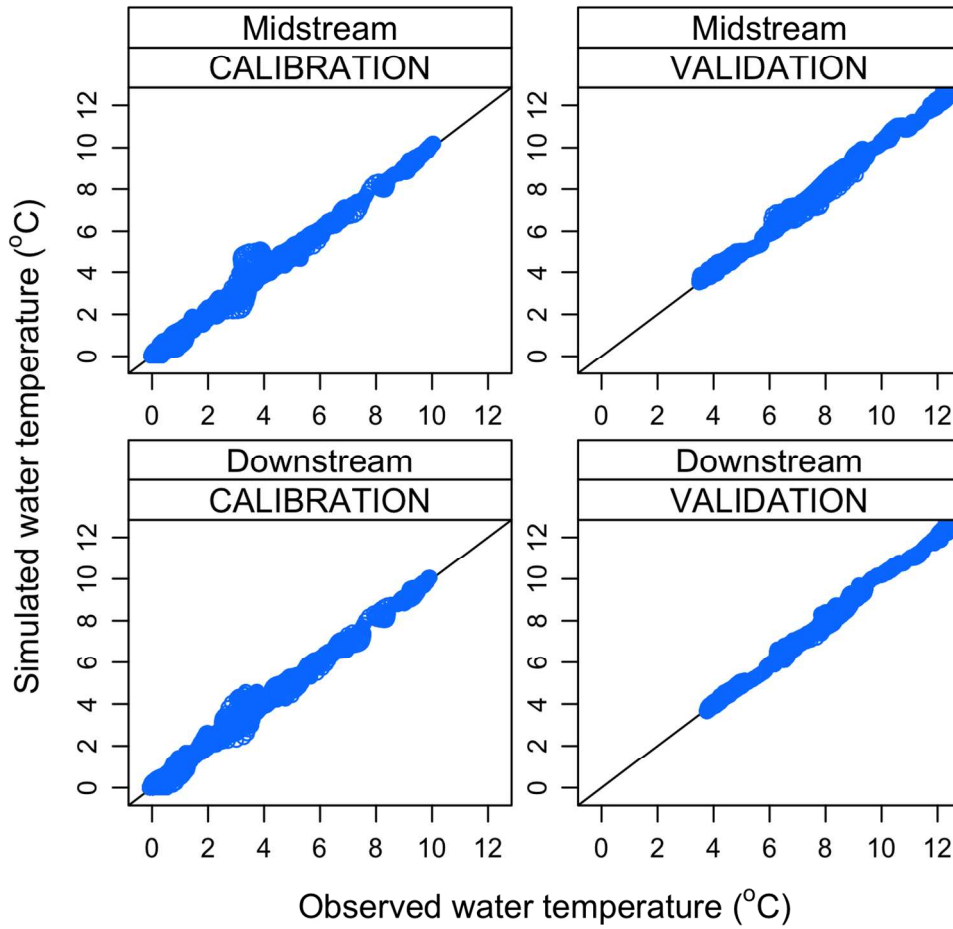 Midstream
CALIBRATION
Midstream
VALIDATION
Simulated water temperature (°C)
12
10
8
6
4
2
0
0 2 4 6 8 10 12
0 2 4 6 8 10 12
12
10
8
6
4
2
0
Downstream
CALIBRATION
Downstream
VALIDATION
12
10
8
6
4
2
0
0 2 4 6 8 10 12
0 2 4 6 8 10 12
12
10
8
6
4
2
0
Observed water temperature (°C)